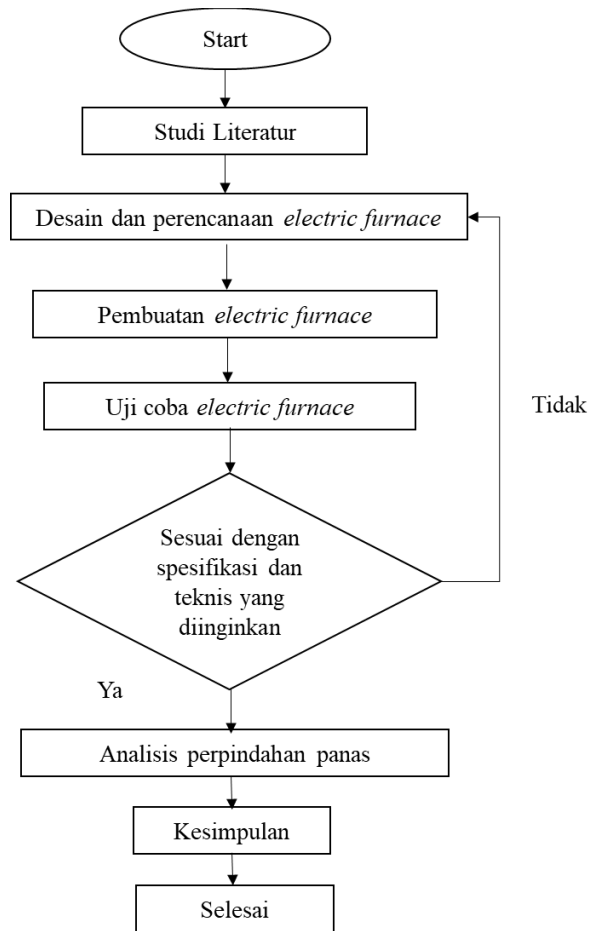 Start
Studi Literatur
Desain dan perencanaan electric furnace
Pembuatan electric furnace
Uji coba electric furnace
Tidak
Sesuai dengan
spesifikasi dan
teknis yang
diinginkan
Ya
Analisis perpindahan panas
Kesimpulan
Selesai